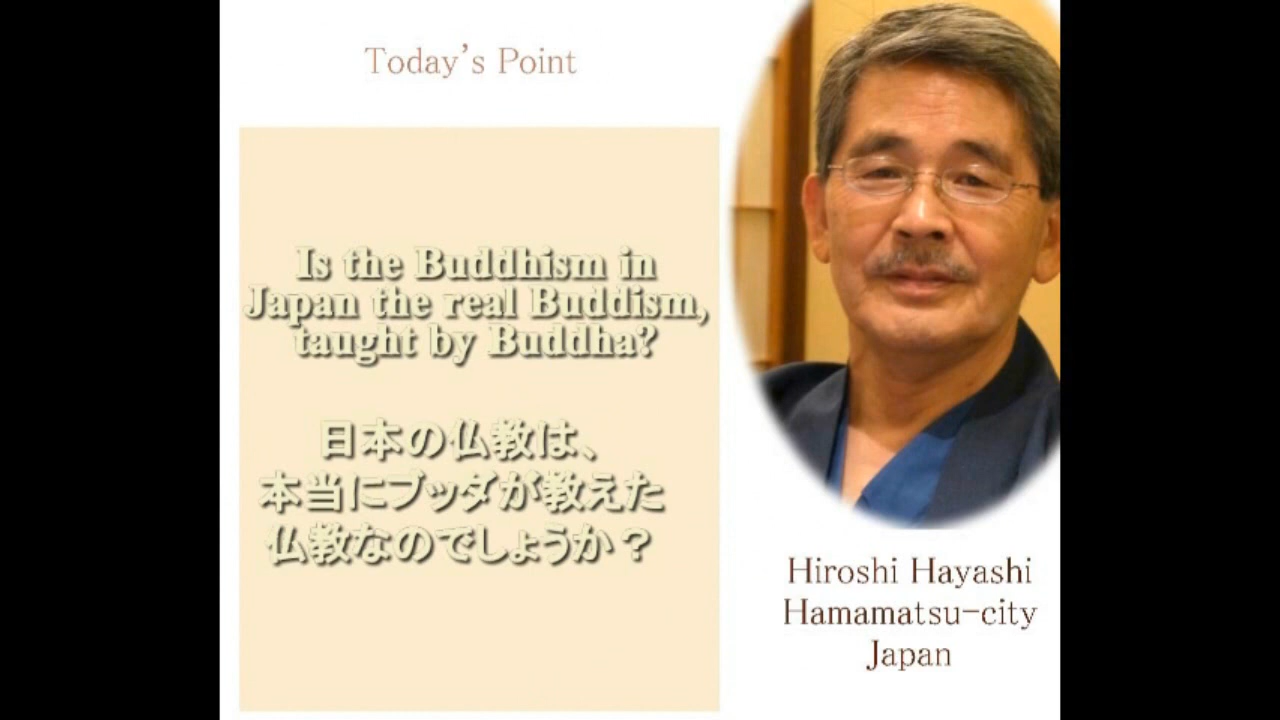 Today's Point
Is the Buddhism in
Japan the real Buddism,
taught by Buddha?
日本の仏教は、
本当にブッダが教えた
仏教なのでしょうか？
Hiroshi Hayashi
Hamamatsu-city
Japan